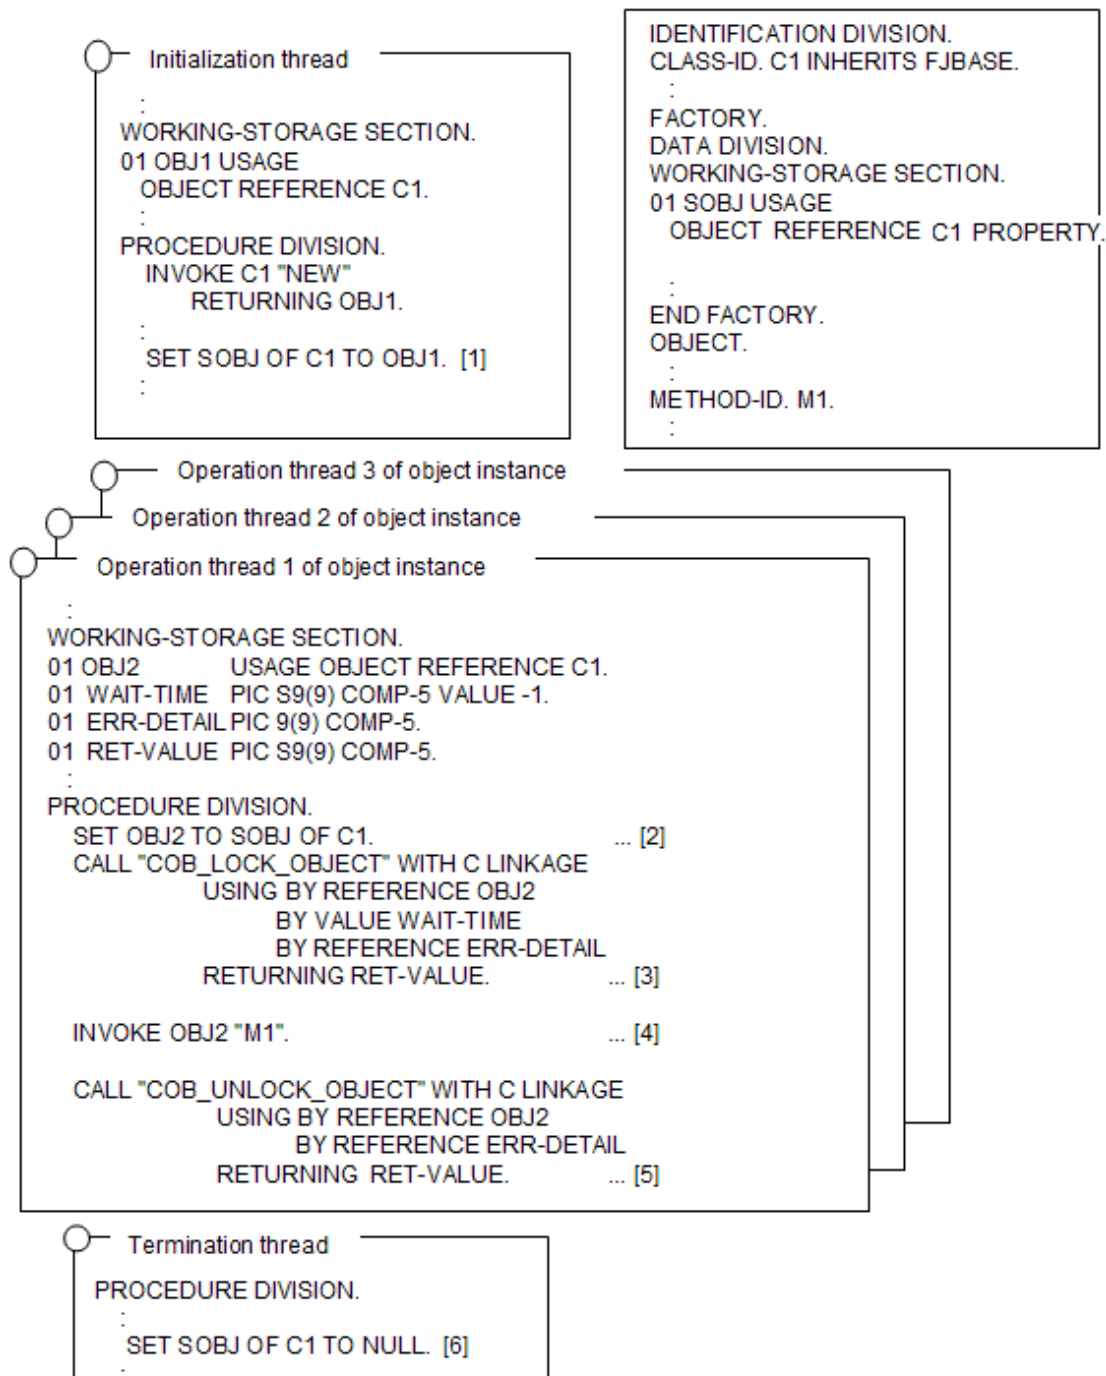 Initialization thread
:
WORKING-STORAGE SECTION.
01 OBJ1 USAGE
OBJECT REFERENCE C1.
:
PROCEDURE DIVISION.
INVOKE C1 "NEW"
RETURNING OBJ1.
:
SET SOBJ OF C1 TO OBJ1. [1]
:
IDENTIFICATION DIVISION.
CLASS-ID. C1 INHERITS FJBASE.
:
FACTORY.
DATA DIVISION.
WORKING-STORAGE SECTION.
01 SOBJ USAGE
OBJECT REFERENCE C1 PROPERTY.
:
END FACTORY.
OBJECT.
:
METHOD-ID. M1.
:
Operation thread 3 of object instance
Operation thread 2 of object instance
Operation thread 1 of object instance
:
WORKING-STORAGE SECTION.
01 OBJ2 USAGE OBJECT REFERENCE C1.
01 WAIT-TIME PIC S9(9) COMP-5 VALUE -1.
01 ERR-DETAIL PIC 9(9) COMP-5.
01 RET-VALUE PIC S9(9) COMP-5.
:
PROCEDURE DIVISION.
SET OBJ2 TO SOBJ OF C1. ... [2]
CALL "COB_LOCK_OBJECT" WITH C LINKAGE
USING BY REFERENCE OBJ2
BY VALUE WAIT-TIME
BY REFERENCE ERR-DETAIL
RETURNING RET-VALUE. ... [3]
INVOKE OBJ2 "M1". ... [4]
CALL "COB_UNLOCK_OBJECT" WITH C LINKAGE
USING BY REFERENCE OBJ2
BY REFERENCE ERR-DETAIL
RETURNING RET-VALUE. ... [5]
Termination thread
PROCEDURE DIVISION.
:
SET SOBJ OF C1 TO NULL. [6]
: